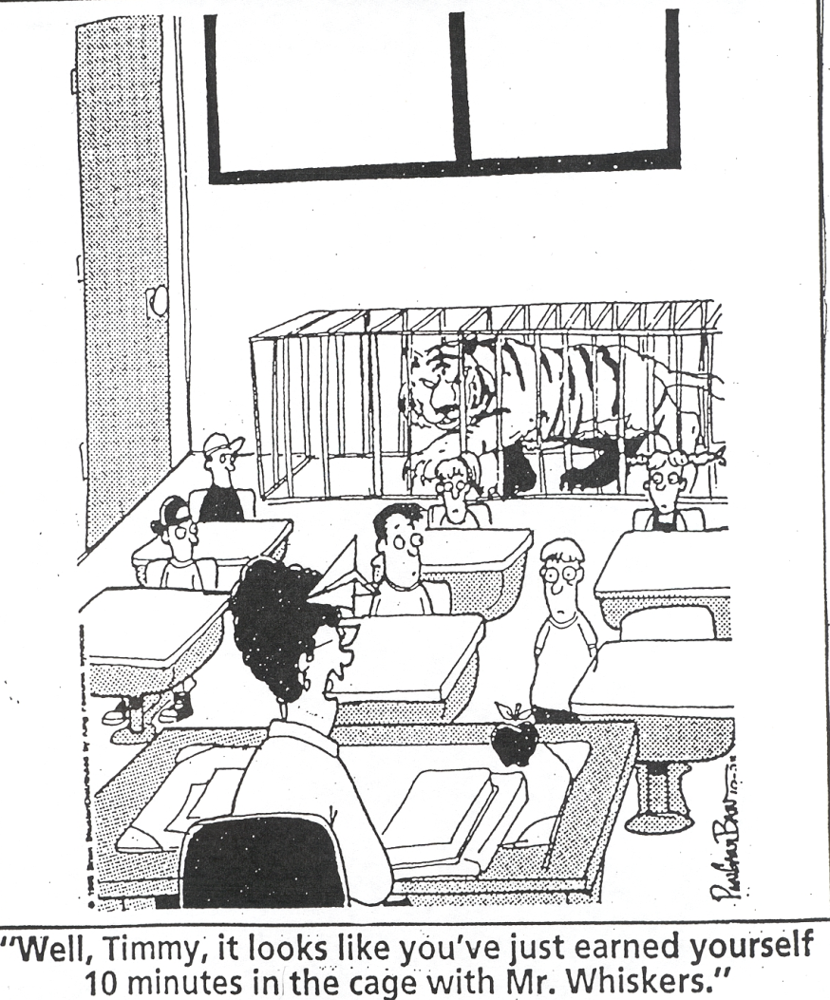 "Well, Timmy, it looks like you've just earned yourself
10 minutes in the cage with Mr. Whiskers."